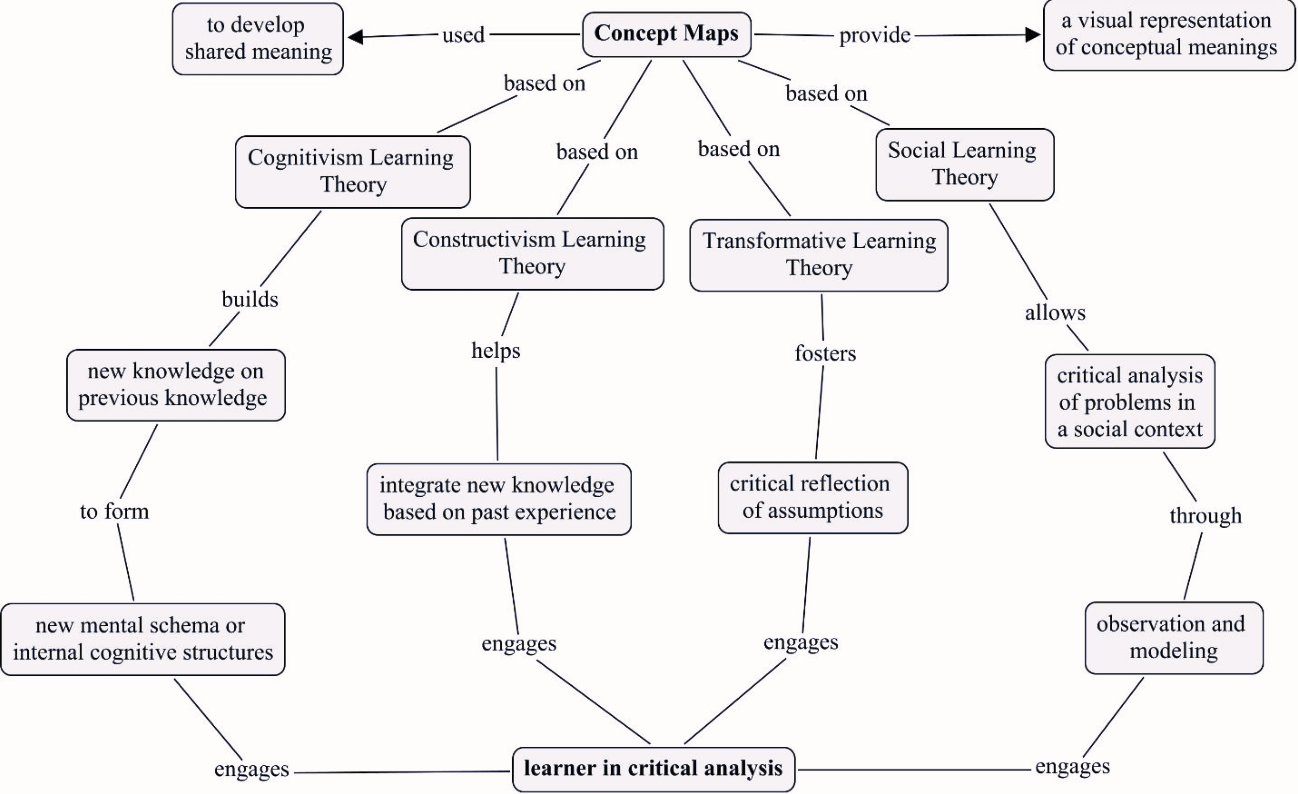 to develop
shared meaning
used
Concept Maps
provide
a visual representation
of conceptual meanings
based on
based on
based on
based on
Cognitivism Learning
Theory
Constructivism Learning
Theory
Transformative Learning
Theory
Social Learning
Theory
builds
helps
fosters
allows
new knowledge on
previous knowledge
integrate new knowledge
based on past experience
critical reflection
of assumptions
critical analysis
of problems in
a social context
to form
through
new mental schema or
internal cognitive structures
observation and
modeling
engages
engages
engages
learner in critical analysis
engages